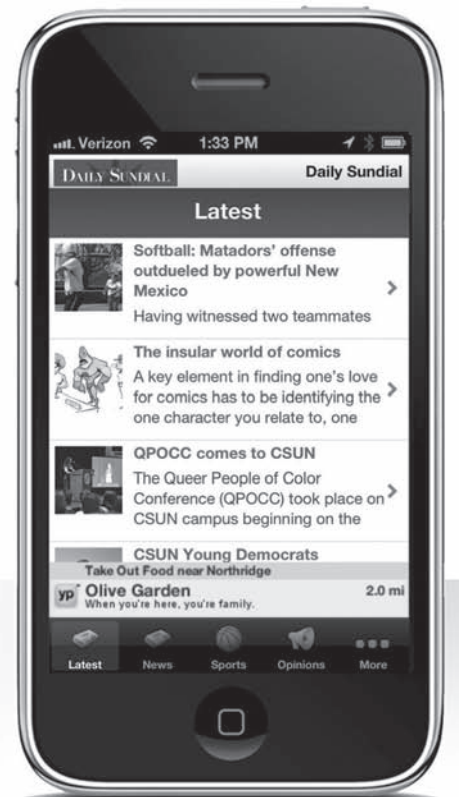 Verizon 1:33 PM
DAILY SUNDIAL Daily Sundial
Latest
Softball: Matadors' offense
outdueled by powerful New
Mexico
Having witnessed two teammates
The insular world of comics
A key element in finding one's love
for comics has to be identifying the
one character you relate to, one
QPOCC comes to CSUN
The Queer People of Color
Conference (QPOCC) took place on
CSUN campus beginning on the
CSUN Young Democrats
Take Out Food near Northridge
yp Olive Garden 2.0 mi
When you're here, you're family.
Latest News Sports Opinions More